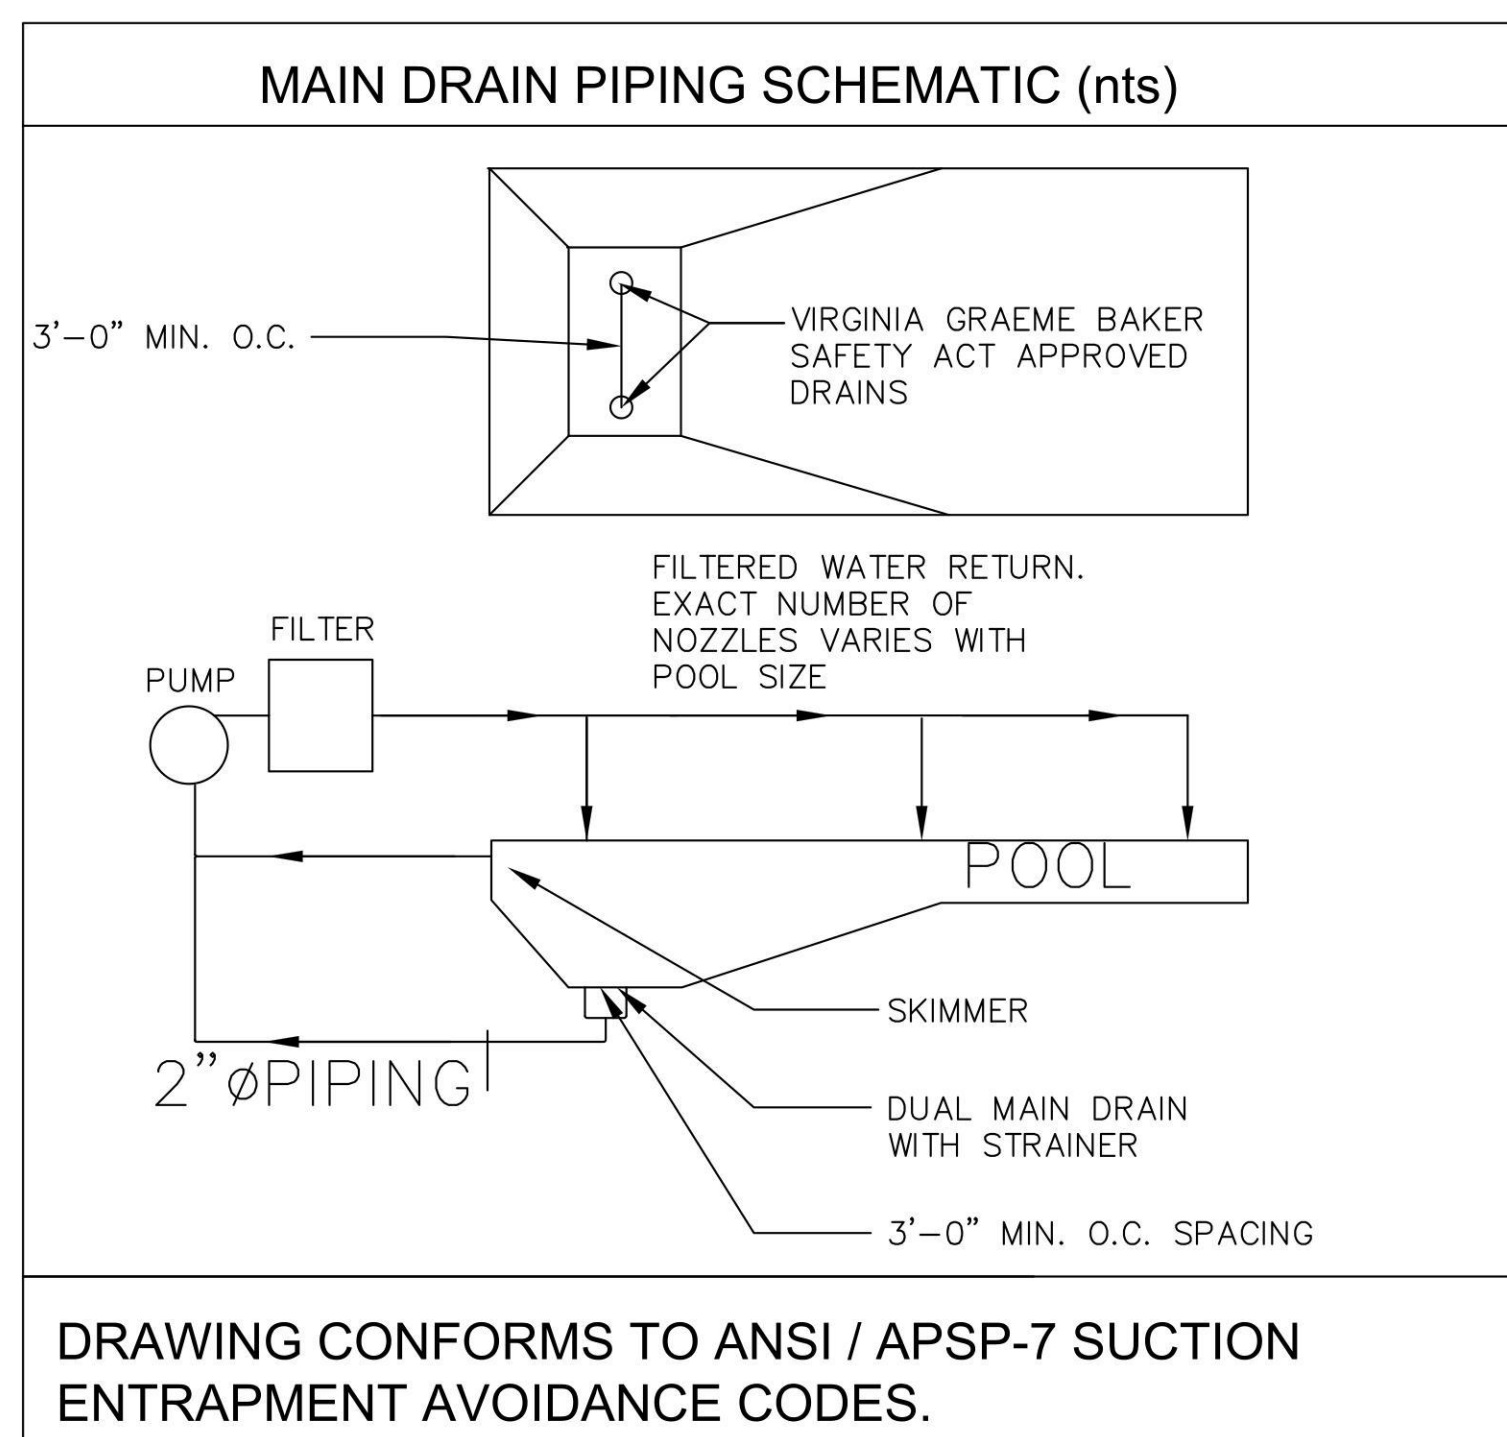 MAIN DRAIN PIPING SCHEMATIC (nts)
3'-0" MIN. O.C.
VIRGINIA GRAEME BAKER
SAFETY ACT APPROVED
DRAINS
FILTERED WATER RETURN.
EXACT NUMBER OF
NOZZLES VARIES WITH
POOL SIZE
FILTER
PUMP
POOL
SKIMMER
2"øPIPING
DUAL MAIN DRAIN
WITH STRAINER
3'-0" MIN. O.C. SPACING
DRAWING CONFORMS TO ANSI / APSP-7 SUCTION
ENTRAPMENT AVOIDANCE CODES.